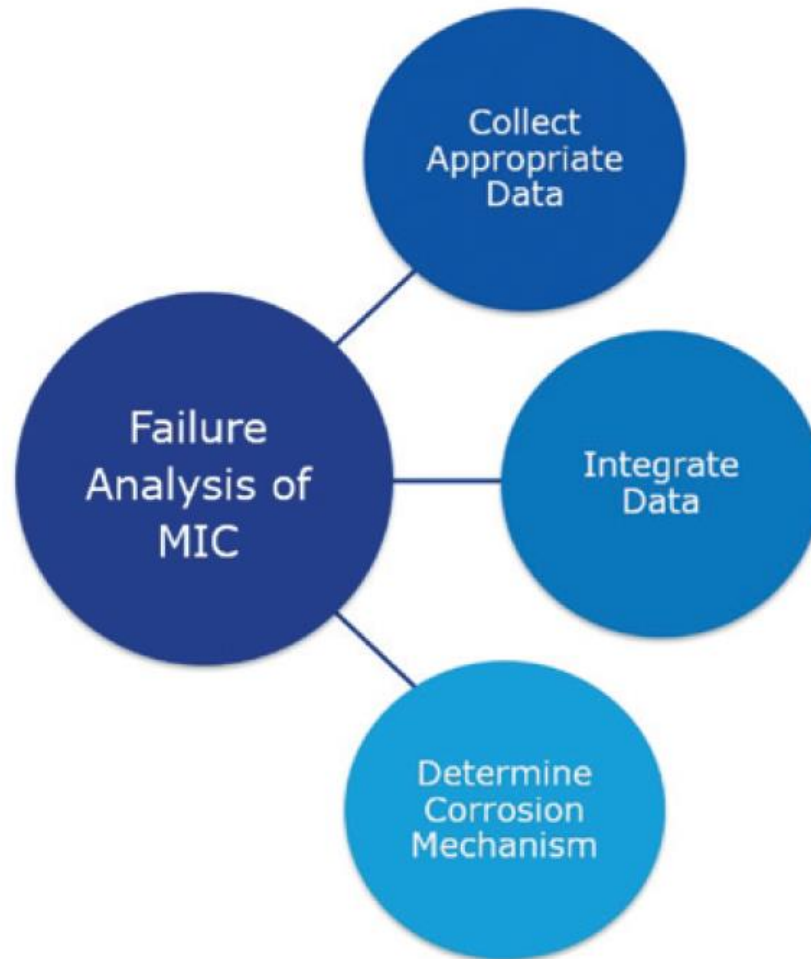 Collect
Appropriate
Data
Failure
Analysis of
MIC
Integrate
Data
Determine
Corrosion
Mechanism